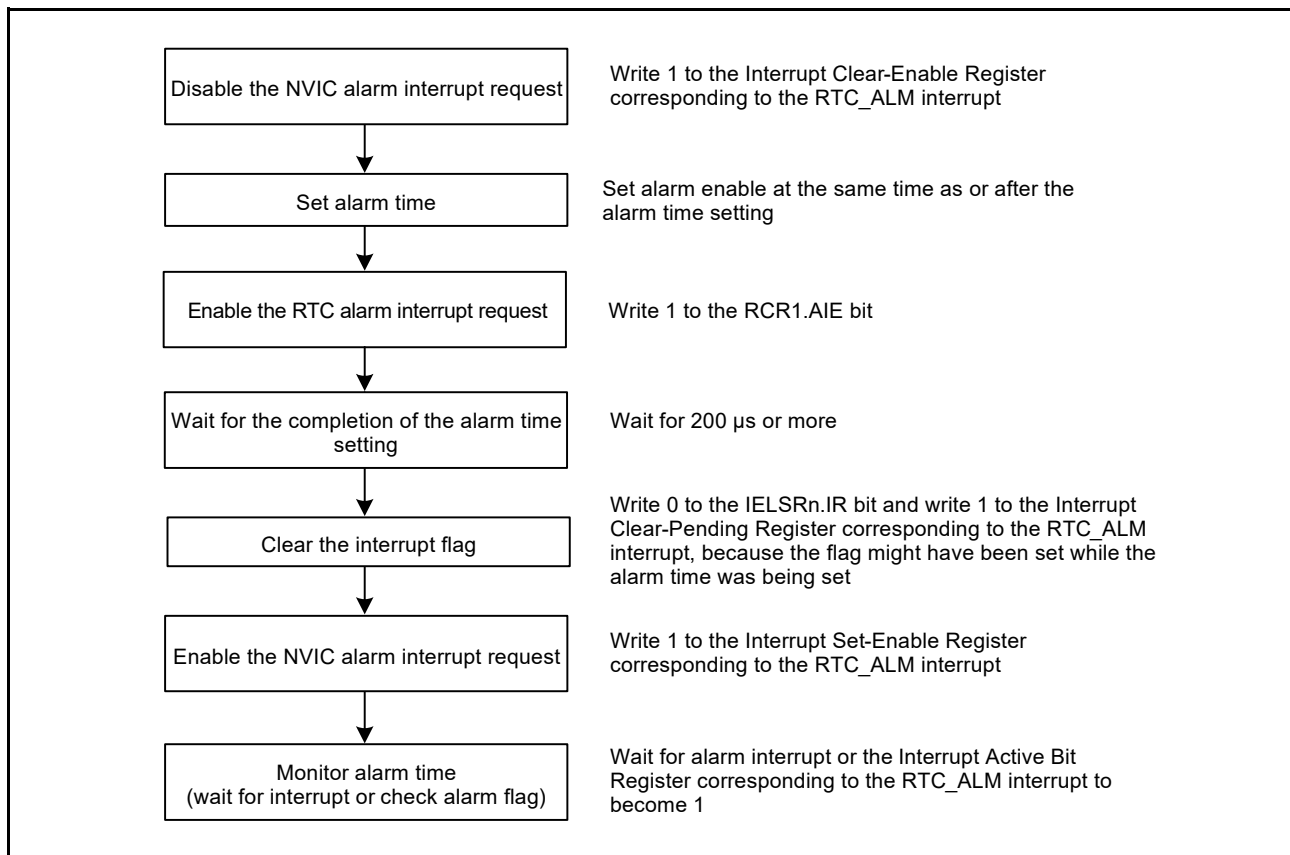 Disable the NVIC alarm interrupt request
Write 1 to the Interrupt Clear-Enable Register
corresponding to the RTC_ALM interrupt
Set alarm time
Set alarm enable at the same time as or after the
alarm time setting
Enable the RTC alarm interrupt request
Write 1 to the RCR1.AIE bit
Wait for the completion of the alarm time
setting
Wait for 200 µs or more
Clear the interrupt flag
Write 0 to the IELSRn.IR bit and write 1 to the Interrupt
Clear-Pending Register corresponding to the RTC_ALM
interrupt, because the flag might have been set while the
alarm time was being set
Enable the NVIC alarm interrupt request
Write 1 to the Interrupt Set-Enable Register
corresponding to the RTC_ALM interrupt
Monitor alarm time
(wait for interrupt or check alarm flag)
Wait for alarm interrupt or the Interrupt Active Bit
Register corresponding to the RTC_ALM interrupt to
become 1